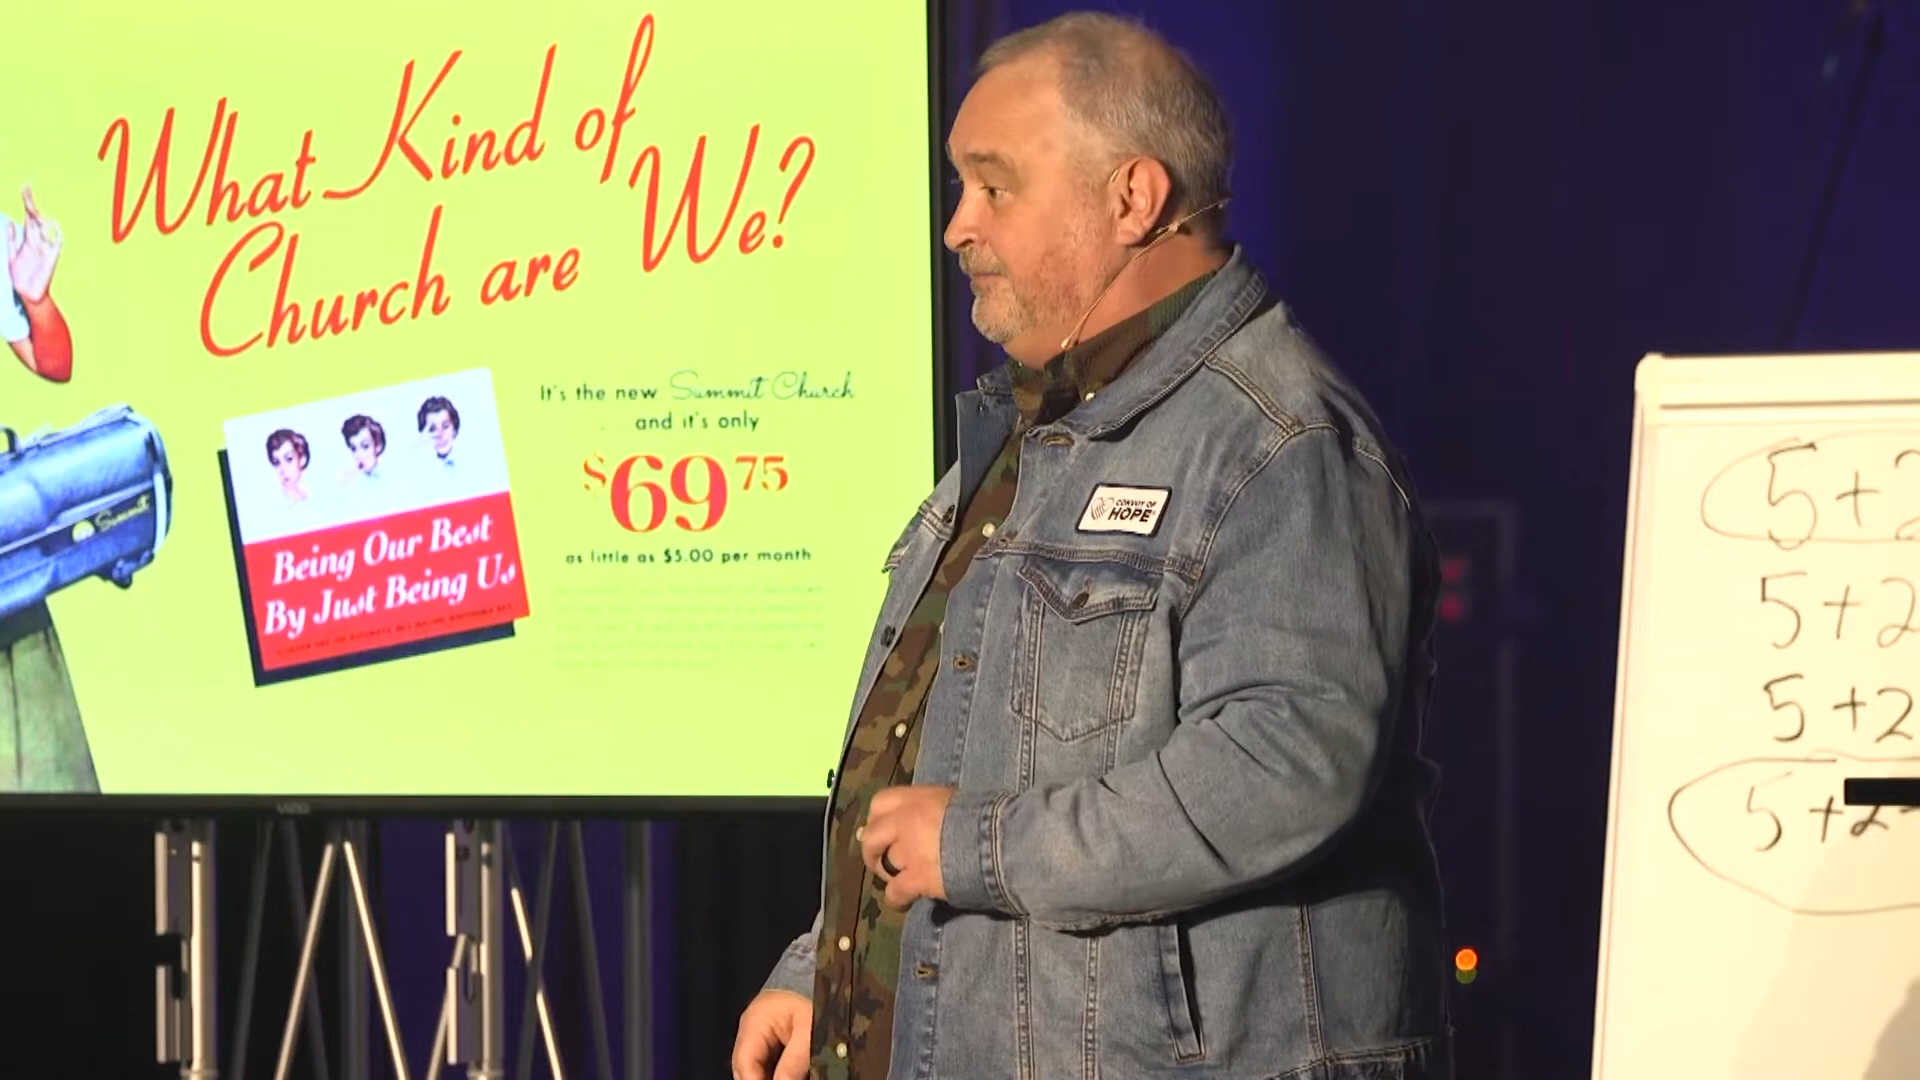 What Kind of
Church are We?
It's the new Summit Church
and it's only
$69 75
as little as $5.00 per month
Being Our Best
By Just Being Us
Summit
VIZIO
CONVOY OF
HOPE
5+2
5+2
5+2
5+2